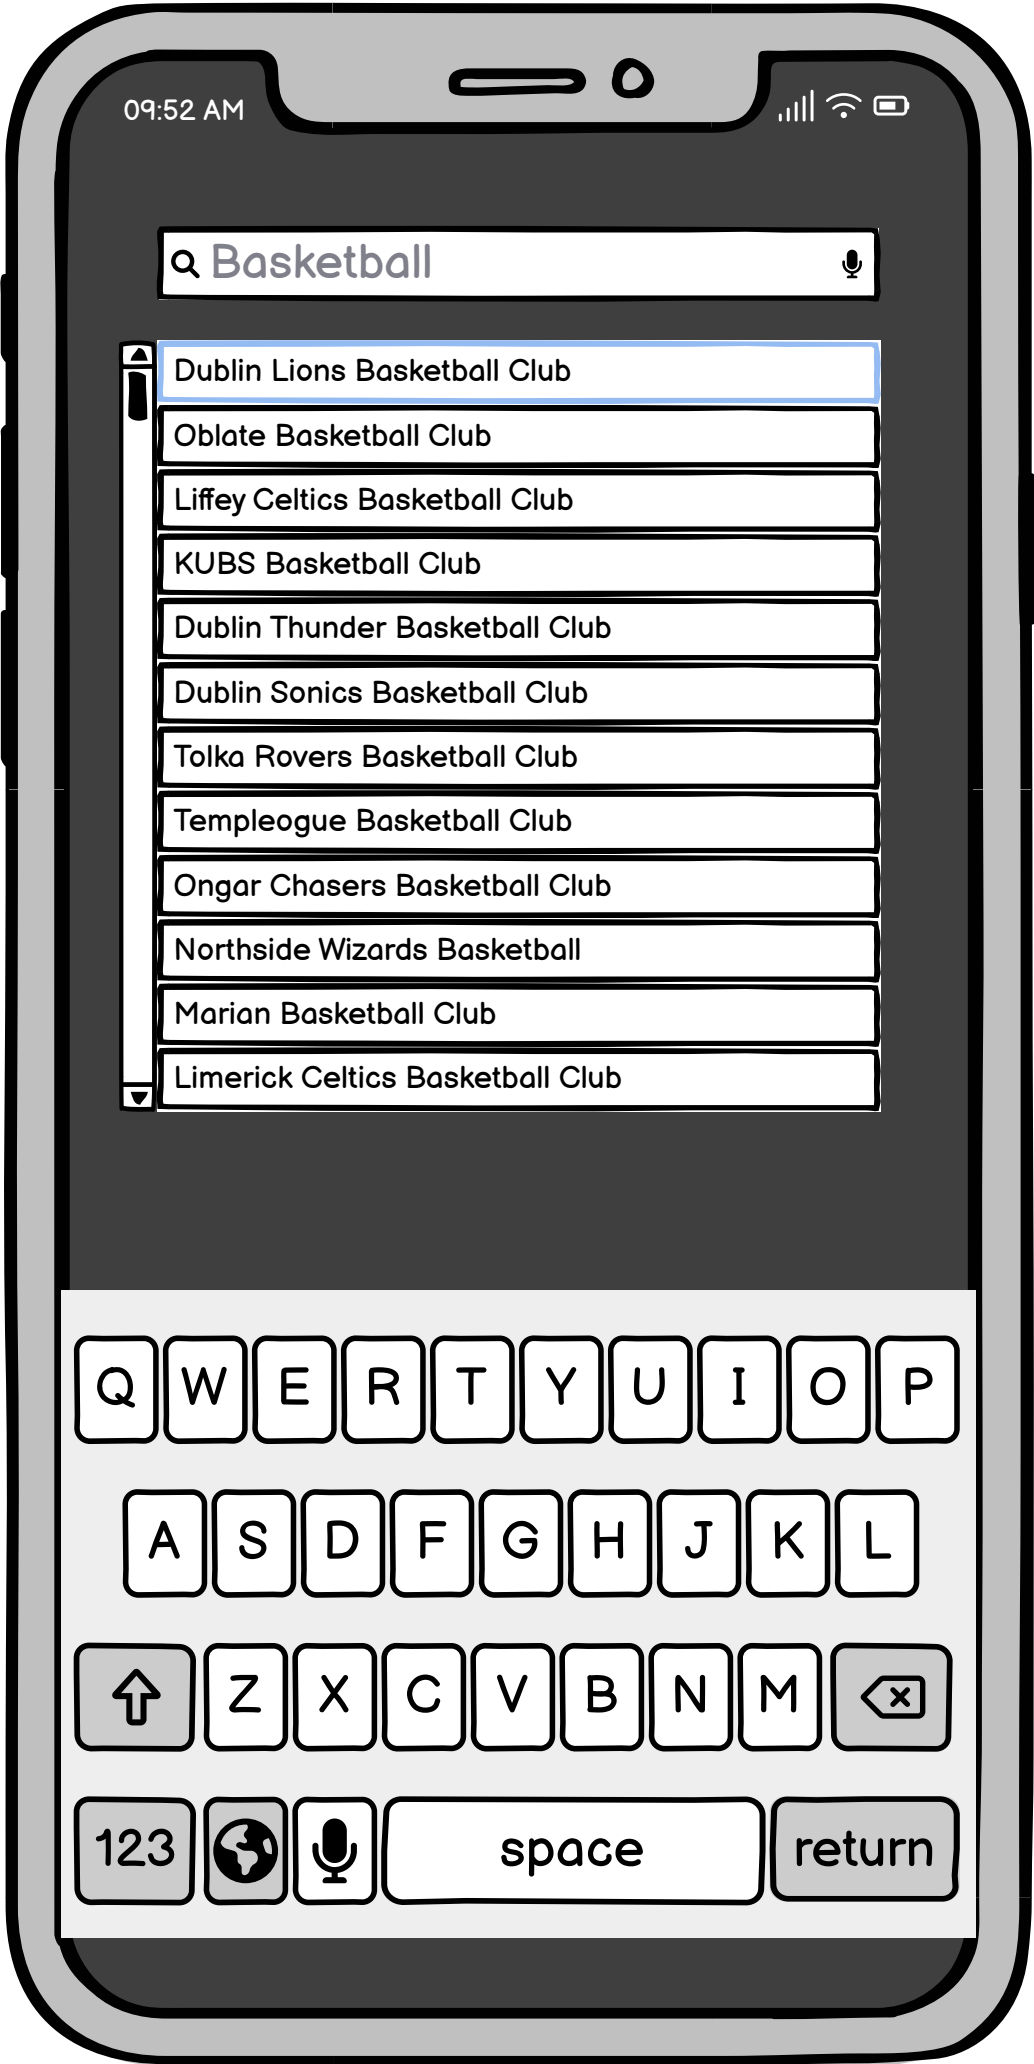 09:52 AM
Basketball
Dublin Lions Basketball Club
Oblate Basketball Club
Liffey Celtics Basketball Club
KUBS Basketball Club
Dublin Thunder Basketball Club
Dublin Sonics Basketball Club
Tolka Rovers Basketball Club
Templeogue Basketball Club
Ongar Chasers Basketball Club
Northside Wizards Basketball
Marian Basketball Club
Limerick Celtics Basketball Club
Q W E R T Y U I O P
A S D F G H J K L
Z X C V B N M
123 space return